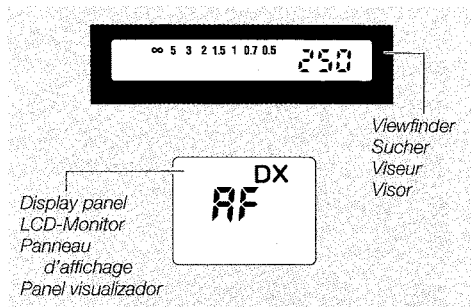 ∞ 5 3 2 1.5 1 0.7 0.5 250
Viewfinder
Sucher
Viseur
Visor
DX
AF
Display panel
LCD-Monitor
Panneau
d'affichage
Panel visualizador